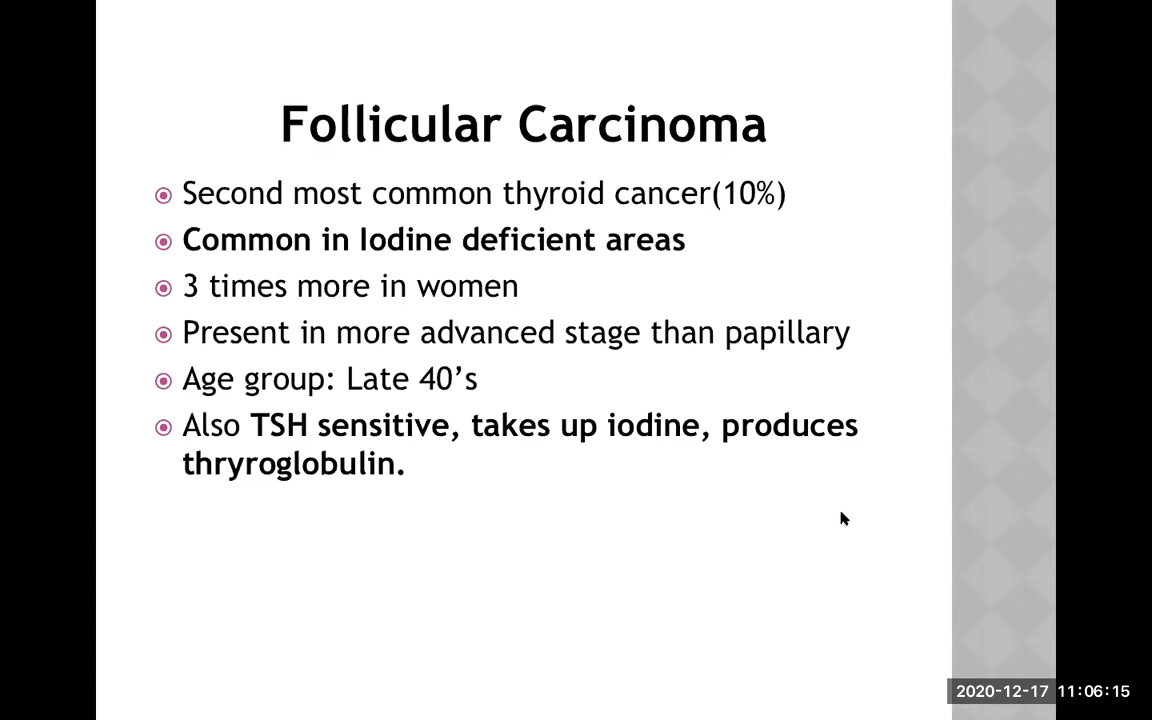 Follicular Carcinoma
Second most common thyroid cancer(10%)
Common in Iodine deficient areas
3 times more in women
Present in more advanced stage than papillary
Age group: Late 40’s
Also TSH sensitive, takes up iodine, produces
thryroglobulin.
2020-12-17 11:06:15